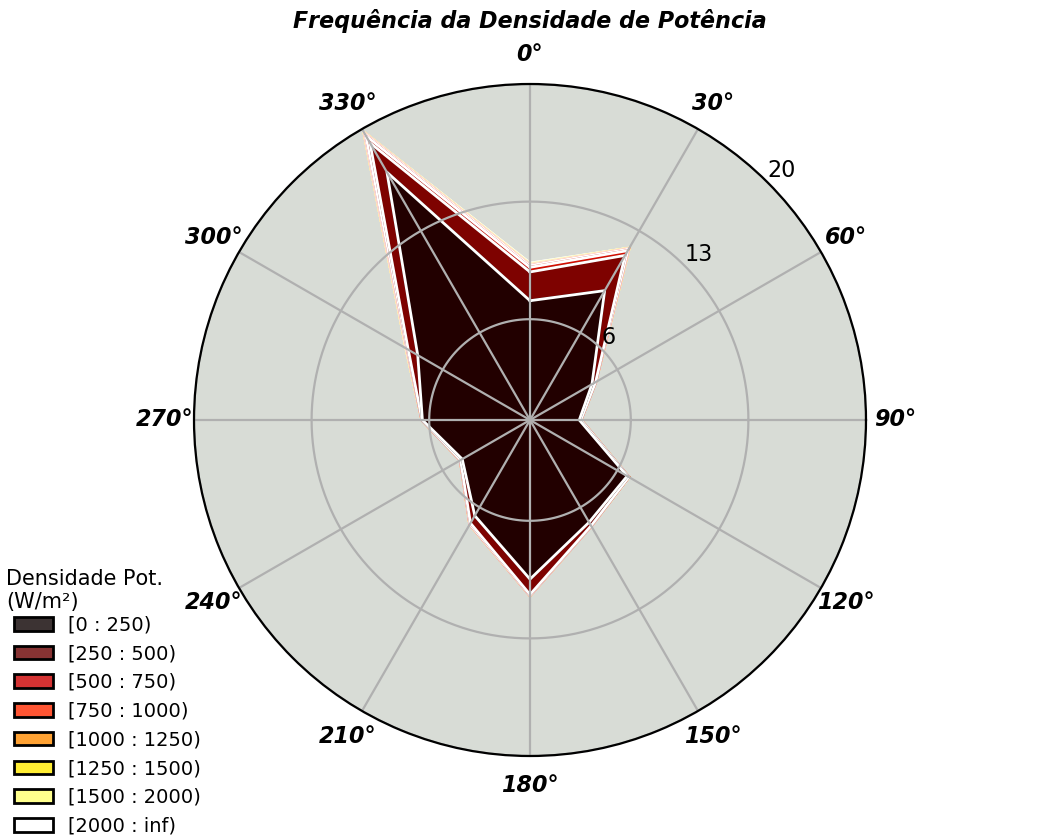 Frequência da Densidade de Potência
0°
330°
30°
20
300°
60°
13
6
270°
90°
240°
120°
210°
150°
180°
Densidade Pot.
(W/m²)
[0 : 250)
[250 : 500)
[500 : 750)
[750 : 1000)
[1000 : 1250)
[1250 : 1500)
[1500 : 2000)
[2000 : inf)